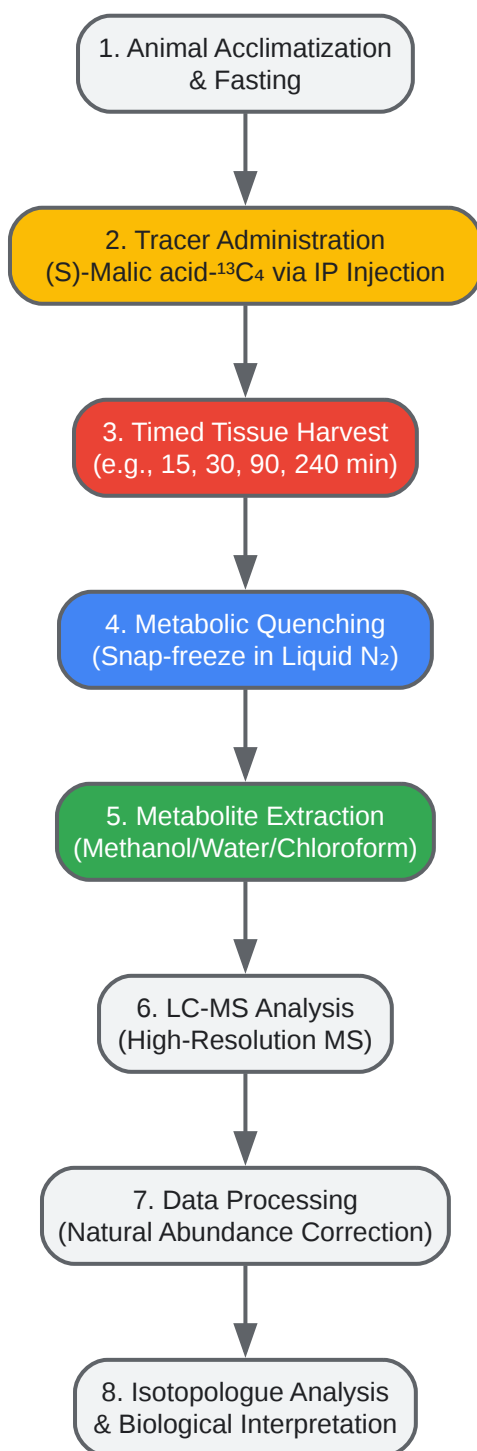 1. Animal Acclimatization
& Fasting
2. Tracer Administration
(S)-Malic acid-¹³C₄ via IP Injection
3. Timed Tissue Harvest
(e.g., 15, 30, 90, 240 min)
4. Metabolic Quenching
(Snap-freeze in Liquid N₂)
5. Metabolite Extraction
(Methanol/Water/Chloroform)
6. LC-MS Analysis
(High-Resolution MS)
7. Data Processing
(Natural Abundance Correction)
8. Isotopologue Analysis
& Biological Interpretation